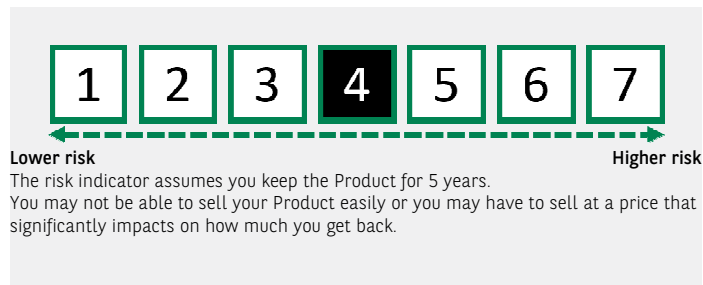 1 2 3 4 5 6 7
Lower risk Higher risk
The risk indicator assumes you keep the Product for 5 years.
You may not be able to sell your Product easily or you may have to sell at a price that
significantly impacts on how much you get back.